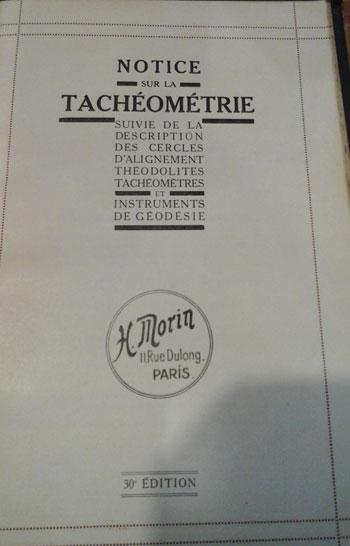 NOTICE
SUR LA
TACHÉOMÉTRIE
SUIVIE DE LA
DESCRIPTION
DES CERCLES
D'ALIGNEMENT
THÉODOLITES
TACHÉOMÈTRES
ET
INSTRUMENTS
DE GÉODÉSIE
H. Morin
11 Rue Dulong.
PARIS
30e ÉDITION